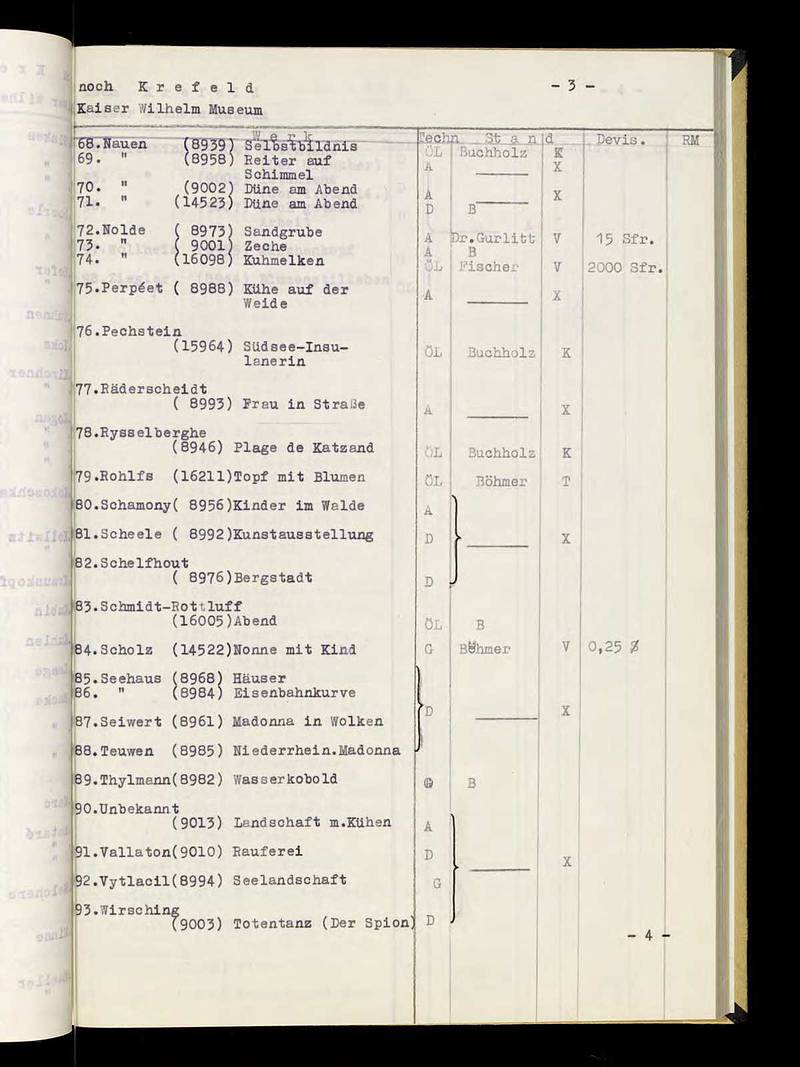 noch K r e f e l d - 3 -
Kaiser Wilhelm Museum
W e r k Techn S t a n d Devis. RM
68.Nauen (8939) Selbstbildnis ÖL Buchholz K
69. " (8958) Reiter auf A X
Schimmel
70. " (9002) Düne am Abend A X
71. " (14523) Düne am Abend D B
72.Nolde ( 8973) Sandgrube A Dr.Gurlitt V 15 Sfr.
73. " ( 9001) Zeche A B
74. " (16098) Kuhmelken ÖL Fischer V 2000 Sfr.
75.Perpéet ( 8988) Kühe auf der A X
Weide
76.Pechstein
(15964) Südsee-Insu- ÖL Buchholz K
lanerin
77.Räderscheidt
( 8993) Frau in Straße A X
78.Rysselberghe
(8946) Plage de Katzand ÖL Buchholz K
79.Rohlfs (16211)Topf mit Blumen ÖL Böhmer T
80.Schamony( 8956)Kinder im Walde A
81.Scheele ( 8992)Kunstausstellung D X
82.Schelfhout
( 8976)Bergstadt D
83.Schmidt-Rottluff
(16005)Abend ÖL B
84.Scholz (14522)Nonne mit Kind G Böhmer V 0,25 $
85.Seehaus (8968) Häuser
86. " (8984) Eisenbahnkurve
D X
87.Seiwert (8961) Madonna in Wolken
88.Teuwen (8985) Niederrhein.Madonna
89.Thylmann(8982) Wasserkobold B
90.Unbekannt
(9013) Landschaft m.Kühen A
91.Vallaton(9010) Rauferei D X
92.Vytlacil(8994) Seelandschaft G
93.Wirsching
(9003) Totentanz (Der Spion) D
- 4 -